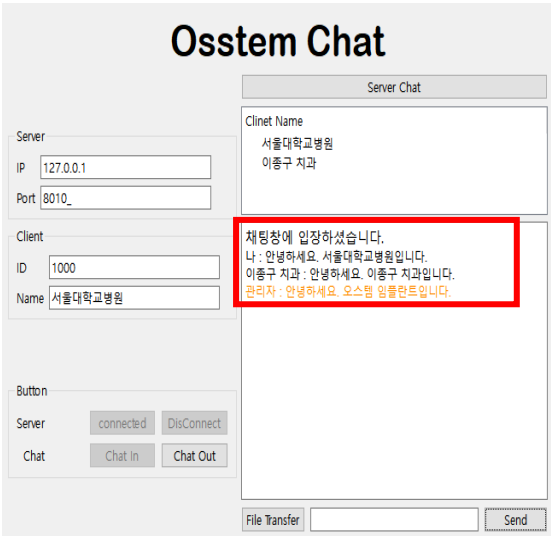 Osstem Chat
Server Chat
Clinet Name
서울대학교병원
이종구 치과
Server
IP 127.0.0.1
Port 8010_
Client
ID 1000
Name 서울대학교병원
채팅창에 입장하셨습니다.
나 : 안녕하세요. 서울대학교병원입니다.
이종구 치과 : 안녕하세요. 이종구 치과입니다.
관리자 : 안녕하세요. 오스템 임플란트입니다.
Button
Server connected DisConnect
Chat Chat In Chat Out
File Transfer Send